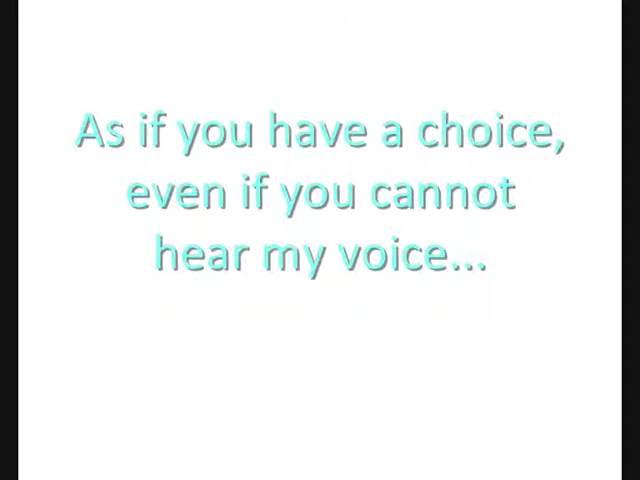 As if you have a choice,
even if you cannot
hear my voice...